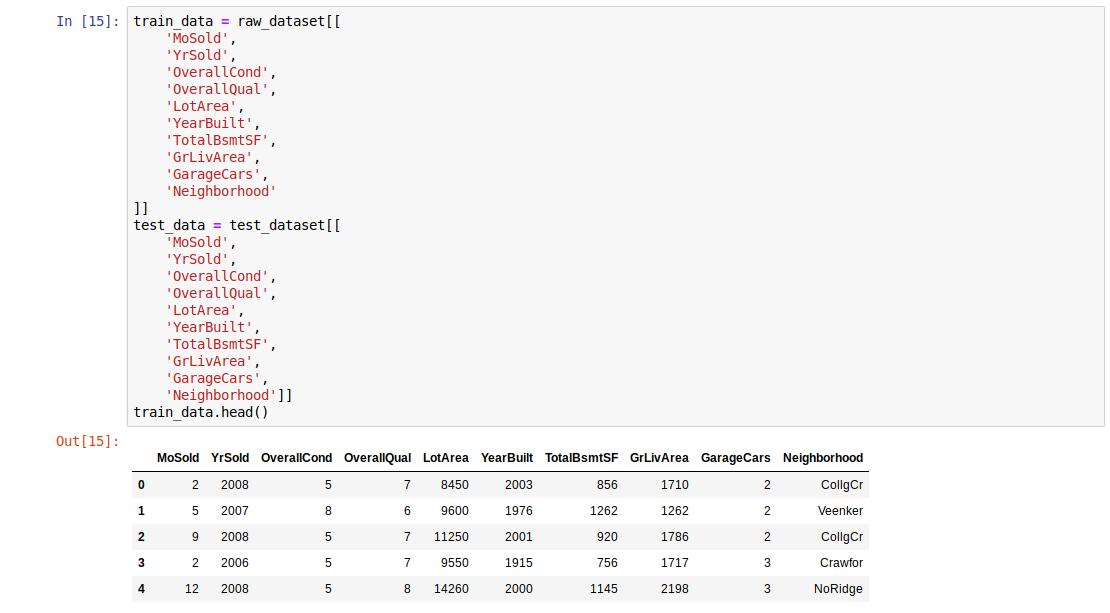 In [15]: train_data = raw_dataset[[
    'MoSold',
    'YrSold',
    'OverallCond',
    'OverallQual',
    'LotArea',
    'YearBuilt',
    'TotalBsmtSF',
    'GrLivArea',
    'GarageCars',
    'Neighborhood'
]]
test_data = test_dataset[[
    'MoSold',
    'YrSold',
    'OverallCond',
    'OverallQual',
    'LotArea',
    'YearBuilt',
    'TotalBsmtSF',
    'GrLivArea',
    'GarageCars',
    'Neighborhood']]
train_data.head()
Out[15]:
MoSold YrSold OverallCond OverallQual LotArea YearBuilt TotalBsmtSF GrLivArea GarageCars Neighborhood
0 2 2008 5 7 8450 2003 856 1710 2 CollgCr
1 5 2007 8 6 9600 1976 1262 1262 2 Veenker
2 9 2008 5 7 11250 2001 920 1786 2 CollgCr
3 2 2006 5 7 9550 1915 756 1717 3 Crawfor
4 12 2008 5 8 14260 2000 1145 2198 3 NoRidge